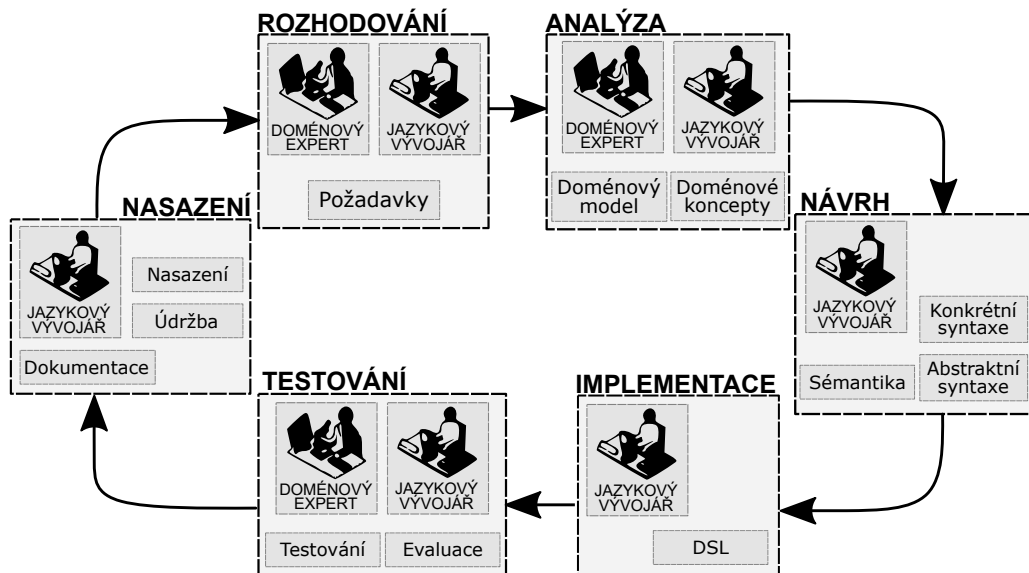 ROZHODOVÁNÍ
DOMÉNOVÝ
EXPERT
JAZYKOVÝ
VÝVOJÁŘ
Požadavky
ANALÝZA
DOMÉNOVÝ
EXPERT
JAZYKOVÝ
VÝVOJÁŘ
Doménový
model
Doménové
koncepty
NÁVRH
JAZYKOVÝ
VÝVOJÁŘ
Konkrétní
syntaxe
Sémantika
Abstraktní
syntaxe
IMPLEMENTACE
JAZYKOVÝ
VÝVOJÁŘ
DSL
TESTOVÁNÍ
DOMÉNOVÝ
EXPERT
JAZYKOVÝ
VÝVOJÁŘ
Testování
Evaluace
NASAZENÍ
JAZYKOVÝ
VÝVOJÁŘ
Nasazení
Údržba
Dokumentace